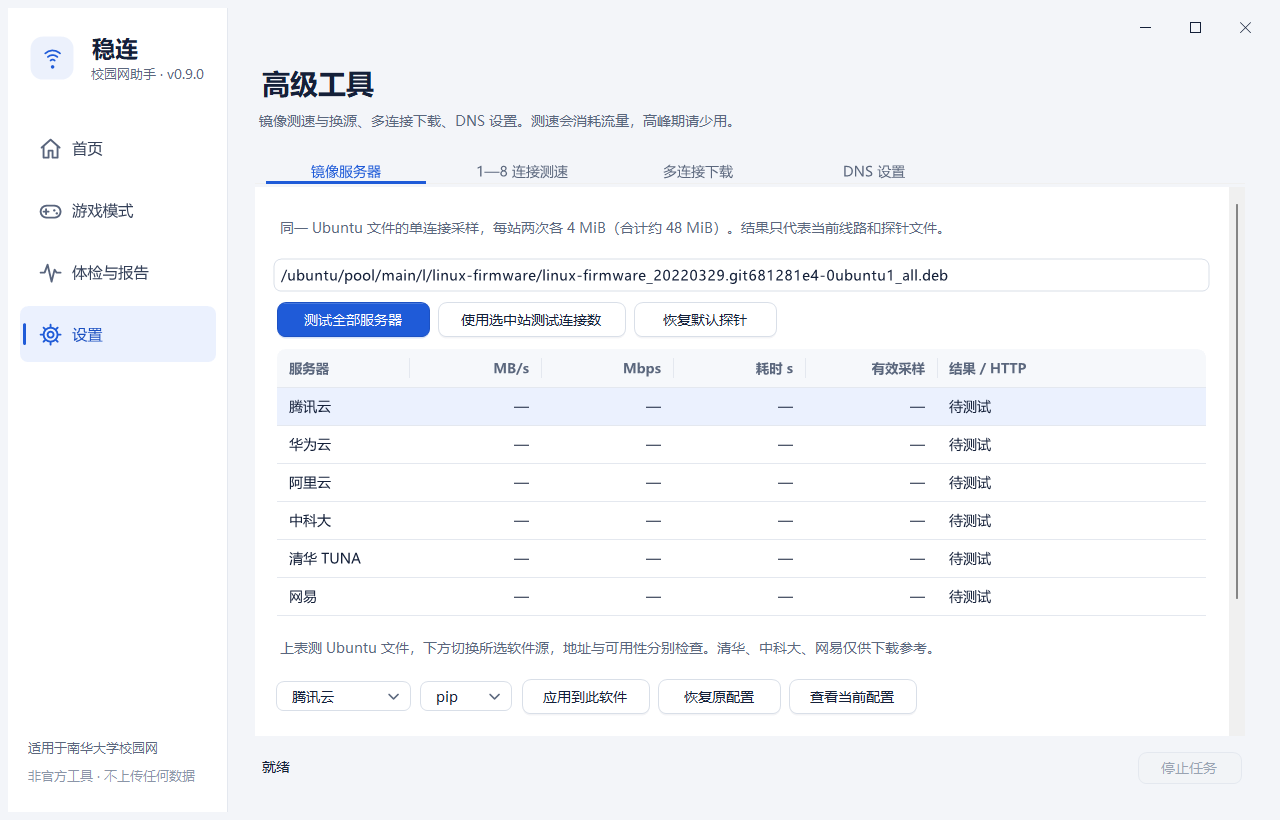 稳连
校园网助手 · v0.9.0
首页
游戏模式
体检与报告
设置
适用于南华大学校园网
非官方工具 · 不上传任何数据
高级工具
镜像测速与换源、多连接下载、DNS 设置。测速会消耗流量，高峰期请少用。
镜像服务器 1—8 连接测速 多连接下载 DNS 设置
同一 Ubuntu 文件的单连接采样，每站两次各 4 MiB（合计约 48 MiB）。结果只代表当前线路和探针文件。
/ubuntu/pool/main/l/linux-firmware/linux-firmware_20220329.git681281e4-0ubuntu1_all.deb
测试全部服务器 使用选中站测试连接数 恢复默认探针
服务器 MB/s Mbps 耗时 s 有效采样 结果 / HTTP
腾讯云 — — — — 待测试
华为云 — — — — 待测试
阿里云 — — — — 待测试
中科大 — — — — 待测试
清华 TUNA — — — — 待测试
网易 — — — — 待测试
上表测 Ubuntu 文件，下方切换所选软件源，地址与可用性分别检查。清华、中科大、网易仅供下载参考。
腾讯云 pip 应用到此软件 恢复原配置 查看当前配置
就绪 停止任务